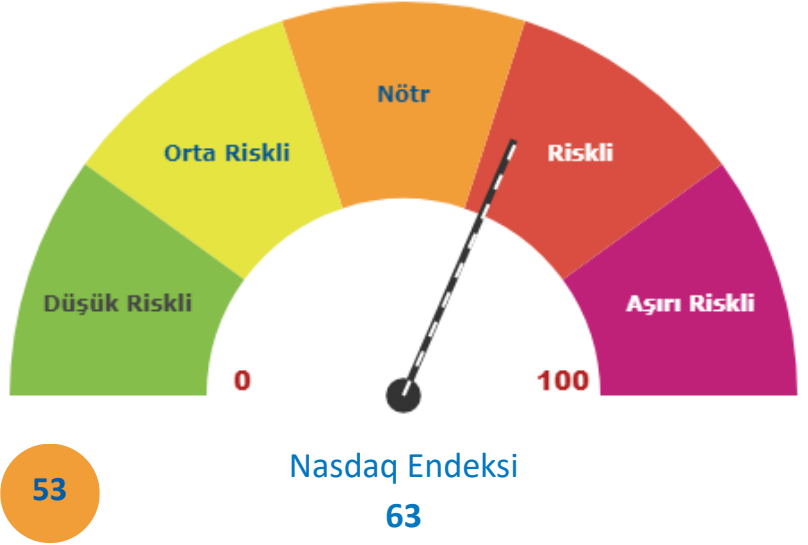 Nötr
Orta Riskli
Riskli
Düşük Riskli
Aşırı Riskli
0
100
Nasdaq Endeksi
53
63